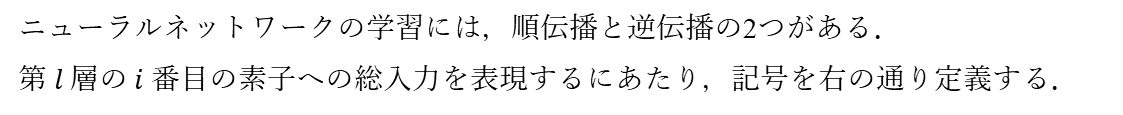 ニューラルネットワークの学習には，順伝播と逆伝播の2つがある．
第 l 層の i 番目の素子への総入力を表現するにあたり，記号を右の通り定義する．